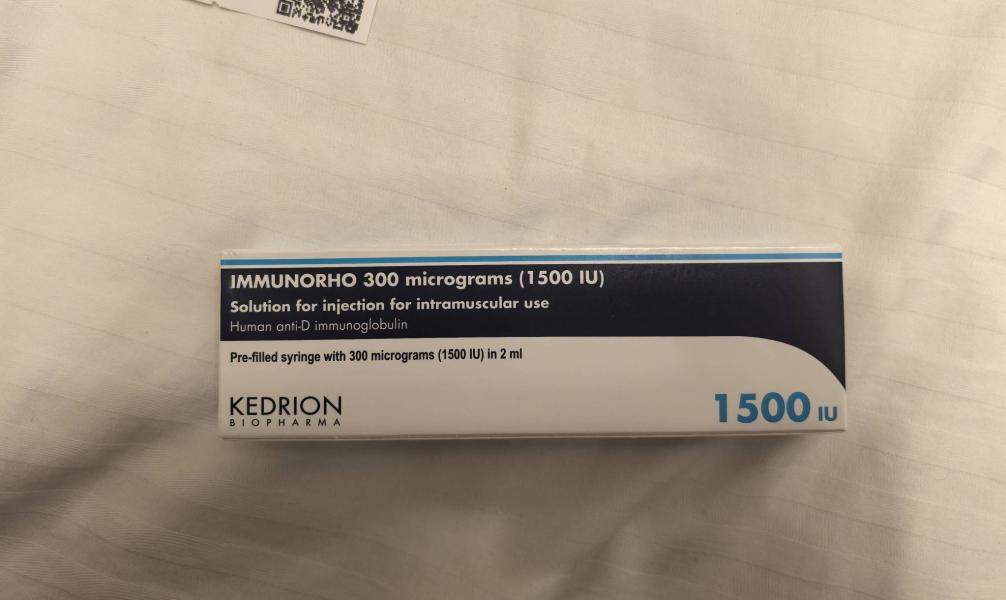 IMMUNORHO 300 micrograms (1500 IU)
Solution for injection for intramuscular use
Human anti-D immunoglobulin
Pre-filled syringe with 300 micrograms (1500 IU) in 2 ml
KEDRION
BIOPHARMA
1500 IU